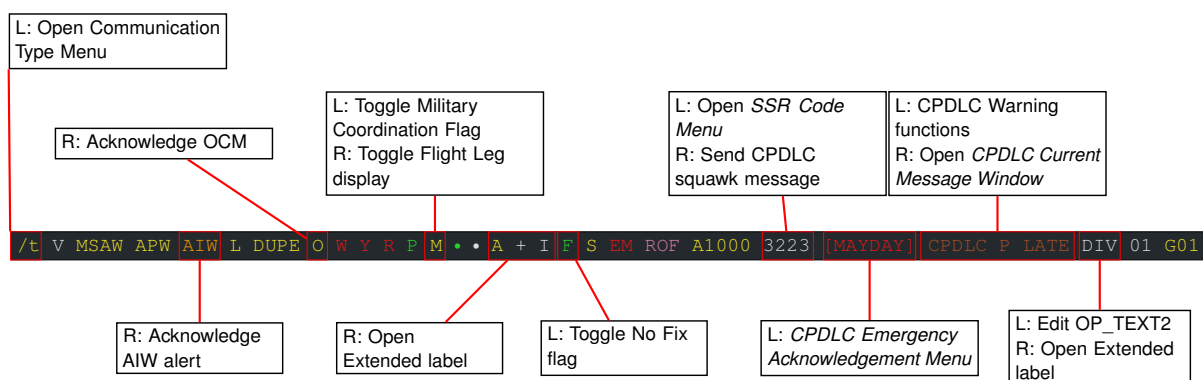 L: Open Communication
Type Menu
R: Acknowledge OCM
L: Toggle Military
Coordination Flag
R: Toggle Flight Leg
display
L: Open SSR Code
Menu
R: Send CPDLC
squawk message
L: CPDLC Warning
functions
R: Open CPDLC Current
Message Window
/t V MSAW APW AIW L DUPE O W Y R P M • • A + I F S EM ROF A1000 3223 [MAYDAY] CPDLC P LATE DIV 01 G01
R: Acknowledge
AIW alert
R: Open
Extended label
L: Toggle No Fix
flag
L: CPDLC Emergency
Acknowledgement Menu
L: Edit OP_TEXT2
R: Open Extended
label